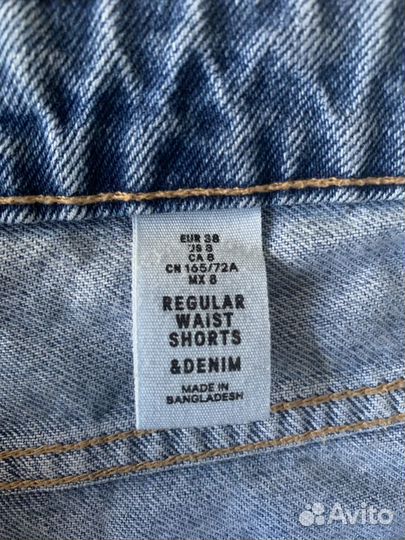 EUR 38
US 8
CA 8
CN 165/72A
MX 8
REGULAR
WAIST
SHORTS
&DENIM
MADE IN
BANGLADESH
Avito